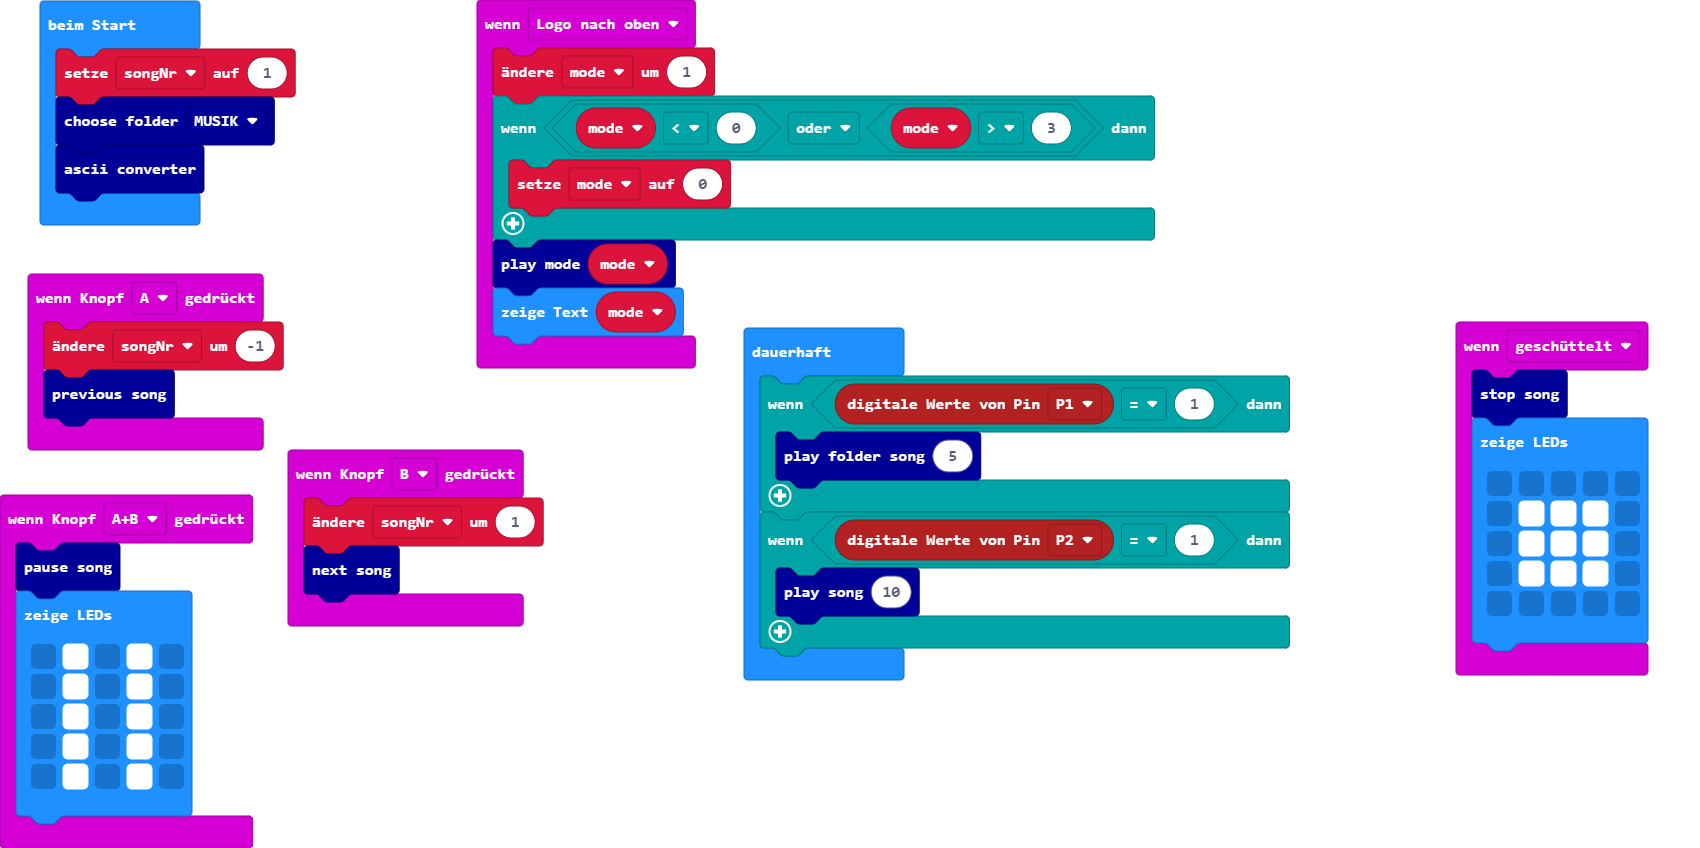 beim Start
setze songNr auf 1
choose folder MUSIK
ascii converter
wenn Logo nach oben
ändere mode um 1
wenn mode < 0 oder mode > 3 dann
setze mode auf 0
play mode mode
zeige Text mode
wenn Knopf A gedrückt
ändere songNr um -1
previous song
wenn Knopf B gedrückt
ändere songNr um 1
next song
wenn Knopf A+B gedrückt
pause song
zeige LEDs
dauerhaft
wenn digitale Werte von Pin P1 = 1 dann
play folder song 5
wenn digitale Werte von Pin P2 = 1 dann
play song 10
wenn geschüttelt
stop song
zeige LEDs